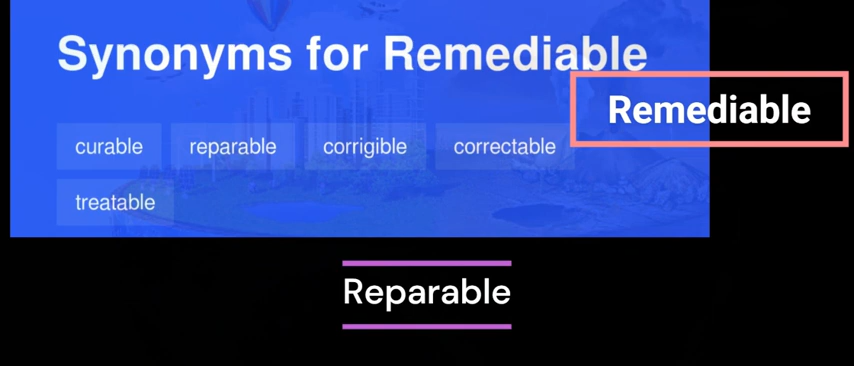 Synonyms for Remediable
Remediable
curable reparable corrigible correctable
treatable
Reparable